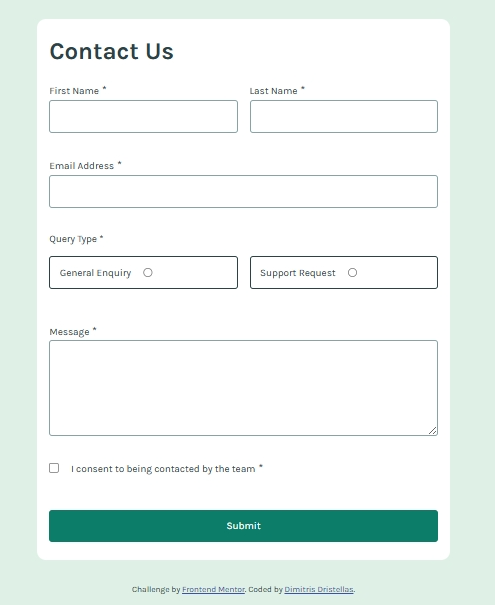 Contact Us
First Name *
Last Name *
Email Address *
Query Type *
General Enquiry
Support Request
Message *
I consent to being contacted by the team *
Submit
Challenge by Frontend Mentor. Coded by Dimitris Dristellas.